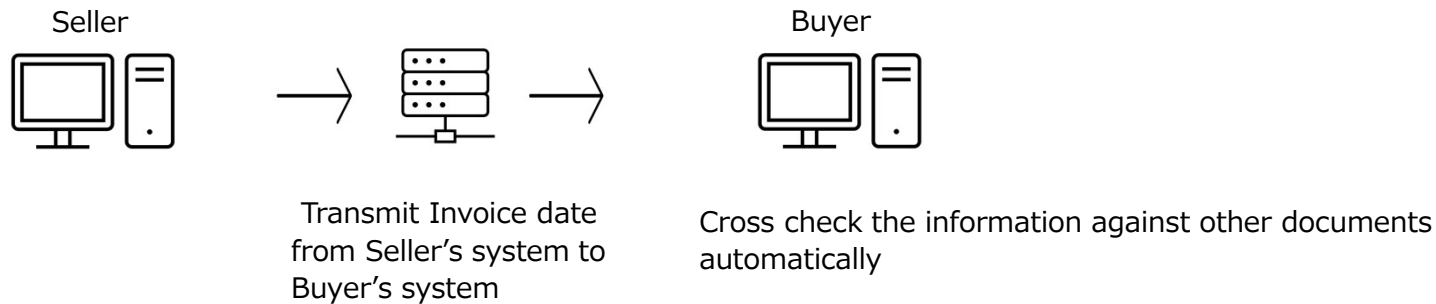 Seller
Buyer
Transmit Invoice date
from Seller’s system to
Buyer’s system
Cross check the information against other documents
automatically